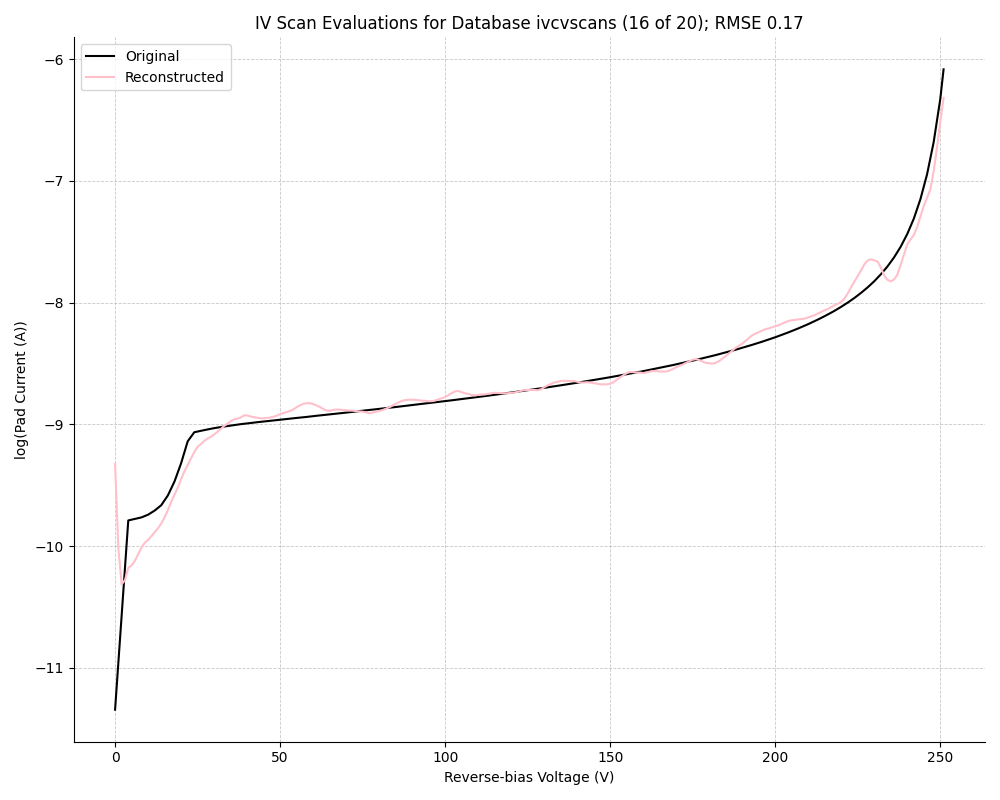 IV Scan Evaluations for Database ivcvscans (16 of 20); RMSE 0.17
Original
Reconstructed
−6
−7
−8
−9
−10
−11
log(Pad Current (A))
0 50 100 150 200 250
Reverse-bias Voltage (V)